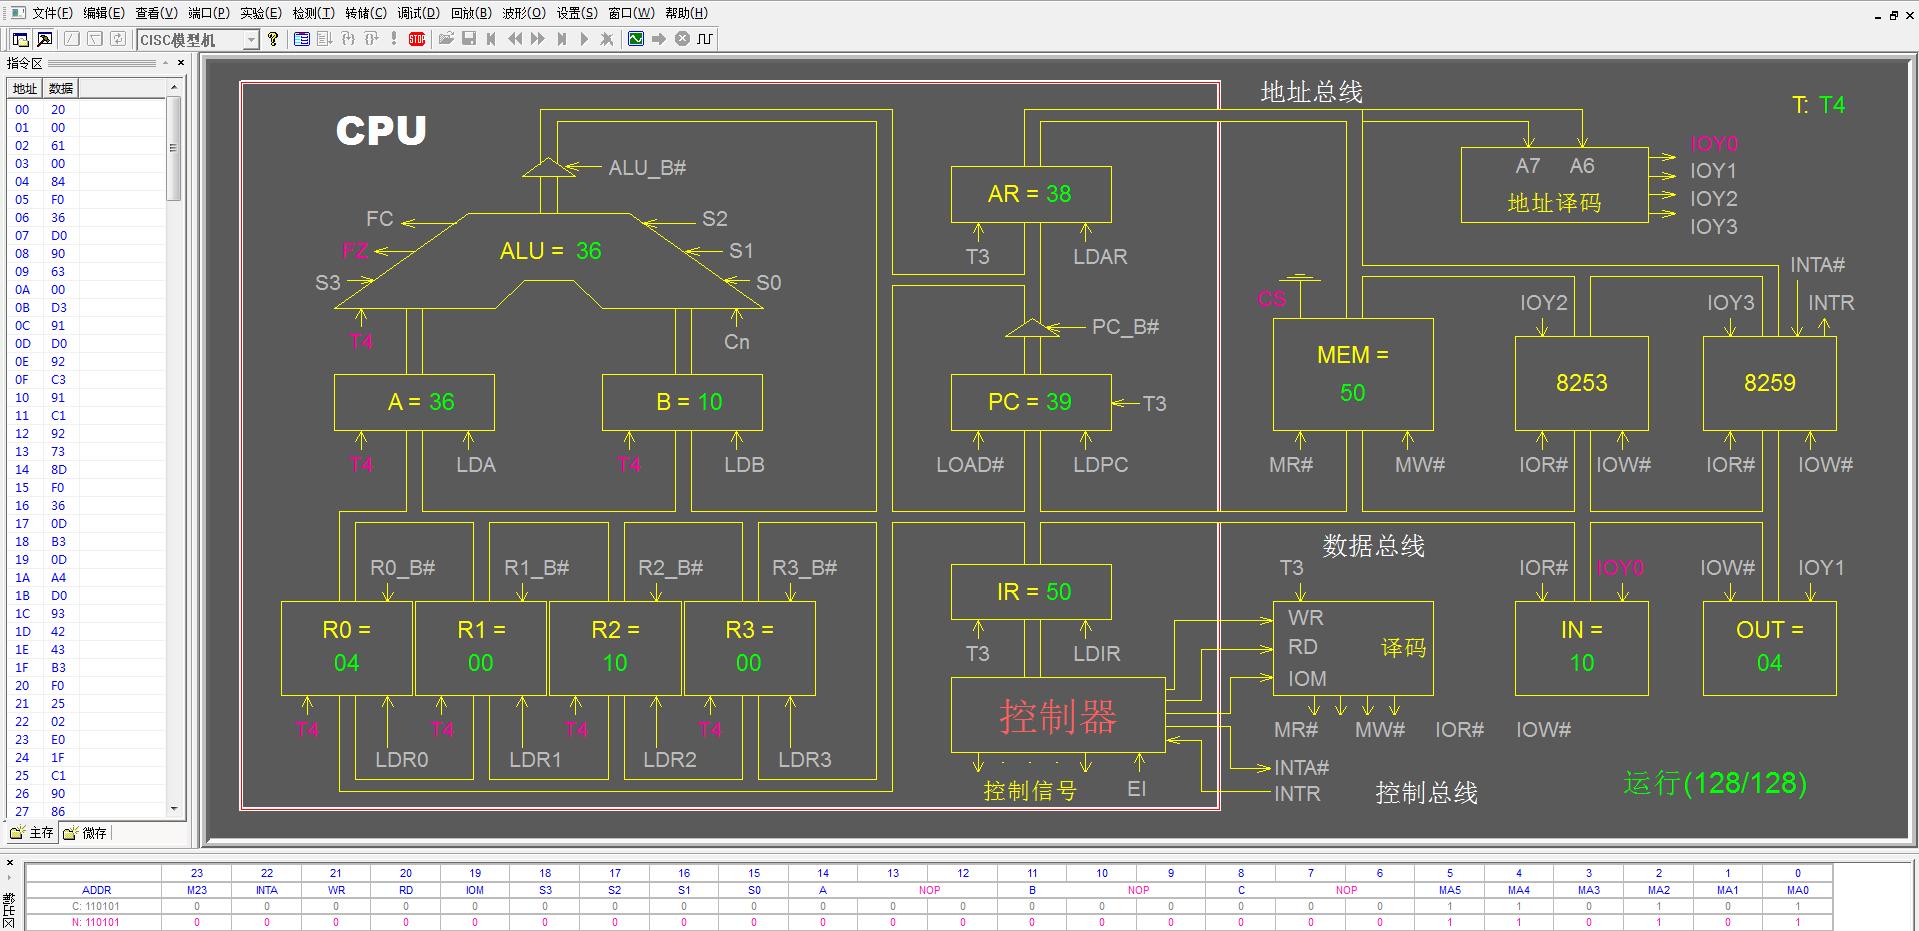 文件(F) 编辑(E) 查看(V) 端口(P) 实验(E) 检测(T) 转储(C) 调试(D) 回放(B) 波形(O) 设置(S) 窗口(W) 帮助(H)
CISC模型机 ? STOP
指令区
地址 数据
00 20
01 00
02 61
03 00
04 84
05 F0
06 36
07 D0
08 90
09 63
0A 00
0B D3
0C 91
0D D0
0E 92
0F C3
10 91
11 C1
12 92
13 73
14 8D
15 F0
16 36
17 0D
18 B3
19 0D
1A A4
1B D0
1C 93
1D 42
1E 43
1F B3
20 F0
21 25
22 02
23 E0
24 1F
25 C1
26 90
27 86
主存 微存
CPU
地址总线
T: T4
ALU_B#
FC
FZ
S3
ALU = 36
S2
S1
S0
T4
Cn
A = 36
B = 10
T4 LDA T4 LDB
AR = 38
T3 LDAR
PC_B#
PC = 39
T3
LOAD# LDPC
A7 A6
地址译码
IOY0
IOY1
IOY2
IOY3
CS
MEM =
50
MR# MW#
IOY2
8253
IOR# IOW#
INTA#
IOY3 INTR
8259
IOR# IOW#
数据总线
R0_B# R1_B# R2_B# R3_B#
R0 = R1 = R2 = R3 =
04 00 10 00
T4 T4 T4 T4
LDR0 LDR1 LDR2 LDR3
IR = 50
T3 LDIR
控制器
控制信号
EI
T3
WR
RD
IOM
译码
MR# MW# IOR# IOW#
INTA#
INTR
控制总线
IOR# IOY0
IN =
10
IOW# IOY1
OUT =
04
运行(128/128)
23 22 21 20 19 18 17 16 15 14 13 12 11 10 9 8 7 6 5 4 3 2 1 0
ADDR M23 INTA WR RD IOM S3 S2 S1 S0 A NOP B NOP C NOP MA5 MA4 MA3 MA2 MA1 MA0
C: 110101 0 0 0 0 0 0 0 0 0 0 0 0 0 0 0 0 0 0 1 1 0 1 0 1
N: 110101 0 0 0 0 0 0 0 0 0 0 0 0 0 0 0 0 0 0 1 1 0 1 0 1